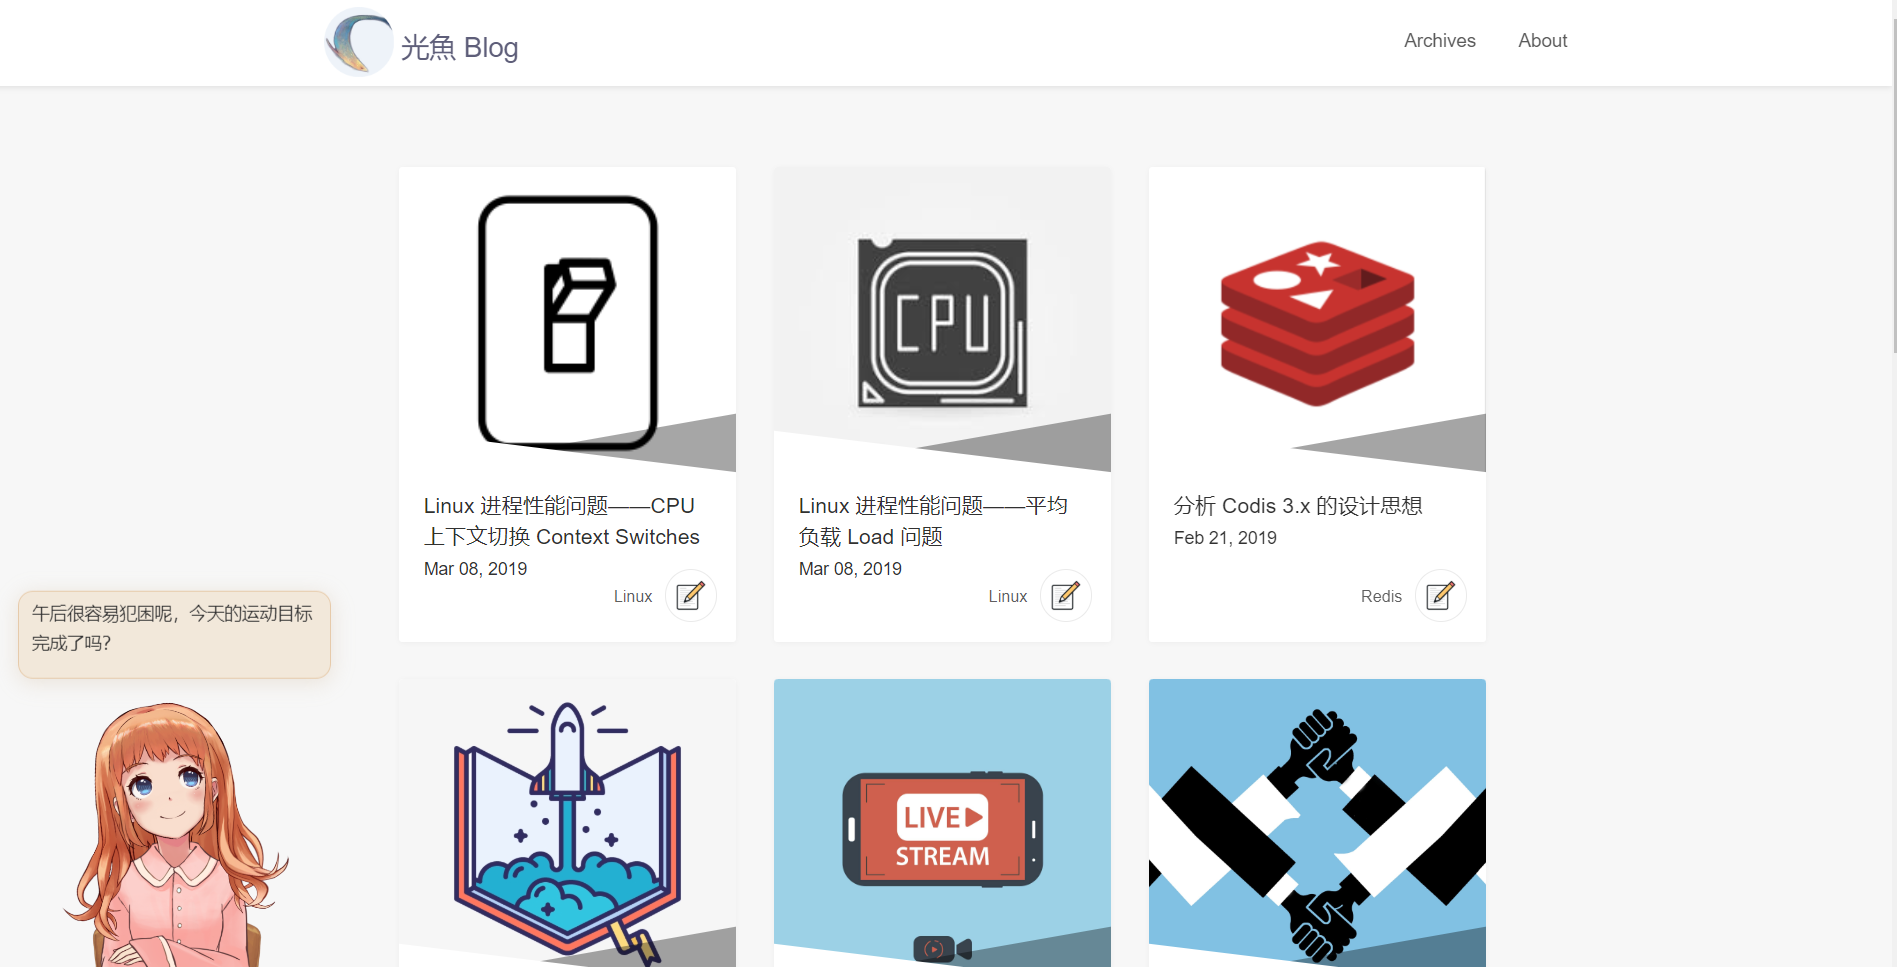 光魚 Blog
Archives
About
CPU
Linux 进程性能问题——CPU
上下文切换 Context Switches
Mar 08, 2019
Linux
Linux 进程性能问题——平均
负载 Load 问题
Mar 08, 2019
Linux
分析 Codis 3.x 的设计思想
Feb 21, 2019
Redis
午后很容易犯困呢，今天的运动目标
完成了吗？
LIVE
STREAM